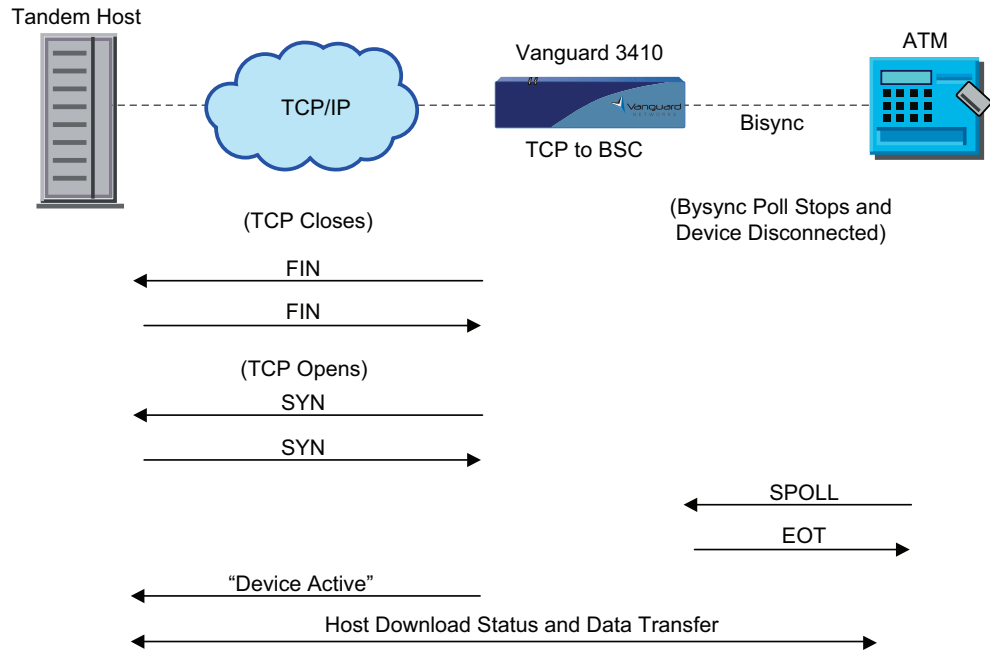 Tandem Host
TCP/IP
Vanguard 3410
Vanguard
NETWORKS
TCP to BSC
Bisync
ATM
(TCP Closes)
(Bysync Poll Stops and
Device Disconnected)
FIN
FIN
(TCP Opens)
SYN
SYN
SPOLL
EOT
“Device Active”
Host Download Status and Data Transfer